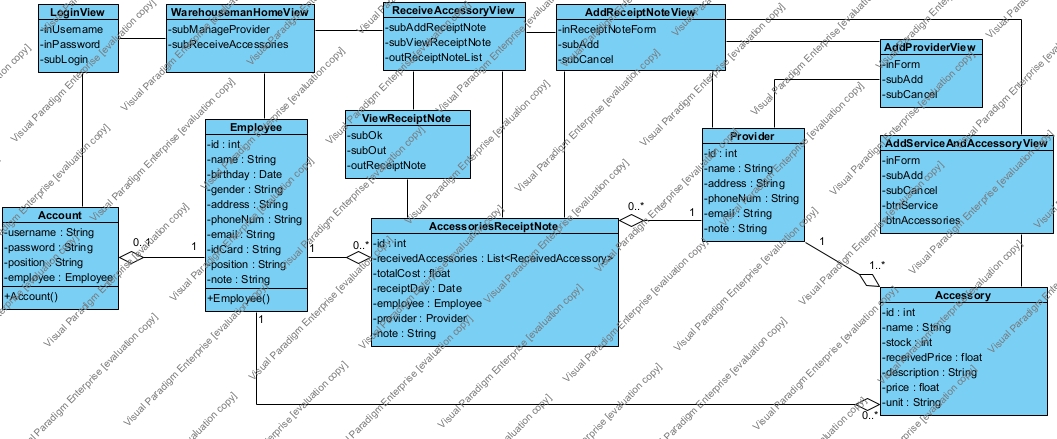 LoginView
-inUsername
-inPassword
-subLogin
WarehousemanHomeView
-subManageProvider
-subReceiveAccessories
ReceiveAccessoryView
-subAddReceiptNote
-subViewReceiptNote
-outReceiptNoteList
AddReceiptNoteView
-inReceiptNoteForm
-subAdd
-subCancel
AddProviderView
-inForm
-subAdd
-subCancel
ViewReceiptNote
-subOk
-subOut
-outReceiptNote
Employee
-id : int
-name : String
-birthday : Date
-gender : String
-address : String
-phoneNum : String
-email : String
-idCard : String
-position : String
-note : String
+Employee()
Provider
-id : int
-name : String
-address : String
-phoneNum : String
-email : String
-note : String
AddServiceAndAccessoryView
-inForm
-subAdd
-subCancel
-btnService
-btnAccessories
Account
-username : String
-password : String
-position : String
-employee : Employee
+Account()
AccessoriesReceiptNote
-id : int
-receivedAccessories : List<ReceivedAccessory>
-totalCost : float
-receiptDay : Date
-employee : Employee
-provider : Provider
-note : String
Accessory
-id : int
-name : String
-stock : int
-receivedPrice : float
-description : String
-price : float
-unit : String
0..*
1
1
0..*
0..*
1
1
1..*
1
0..*
Visual Paradigm Enterprise [evaluation copy]